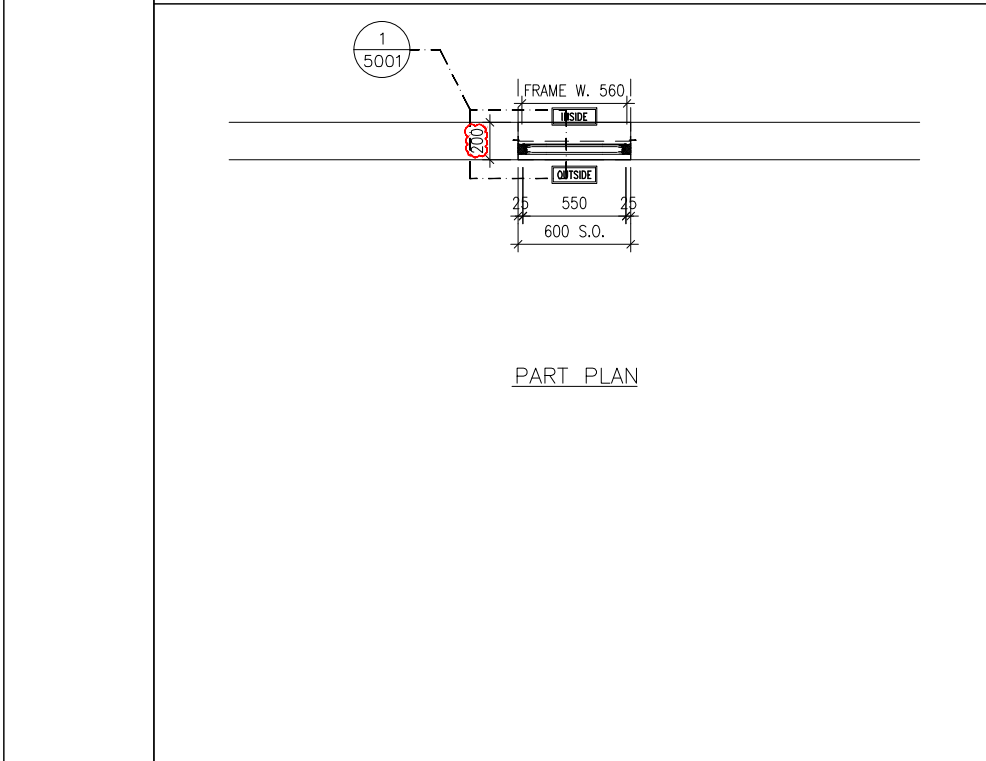 1
5001
FRAME W. 560
INSIDE
200
OUTSIDE
25 550 25
600 S.O.
PART PLAN